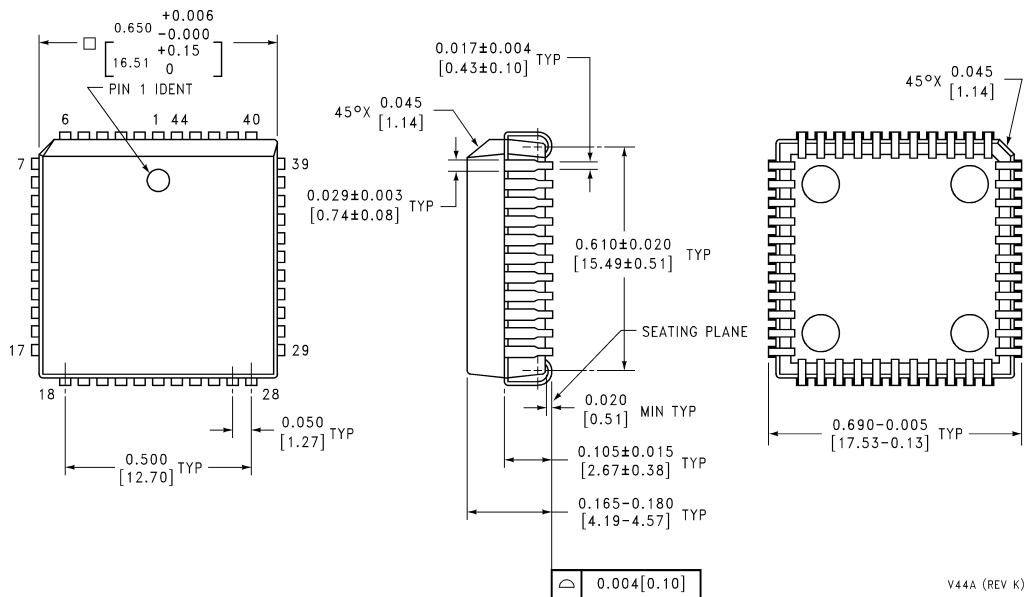 0.650 +0.006 -0.000
16.51 +0.15 0
PIN 1 IDENT
6 1 44 40
7 39
17 29
18 28
0.050
[1.27] TYP
0.500
[12.70] TYP
0.017±0.004
[0.43±0.10] TYP
45°X 0.045
[1.14]
0.029±0.003
[0.74±0.08] TYP
0.610±0.020
[15.49±0.51] TYP
SEATING PLANE
0.020
[0.51] MIN TYP
0.105±0.015
[2.67±0.38] TYP
0.165-0.180
[4.19-4.57] TYP
0.004[0.10]
45°X 0.045
[1.14]
0.690-0.005
[17.53-0.13] TYP
V44A (REV K)